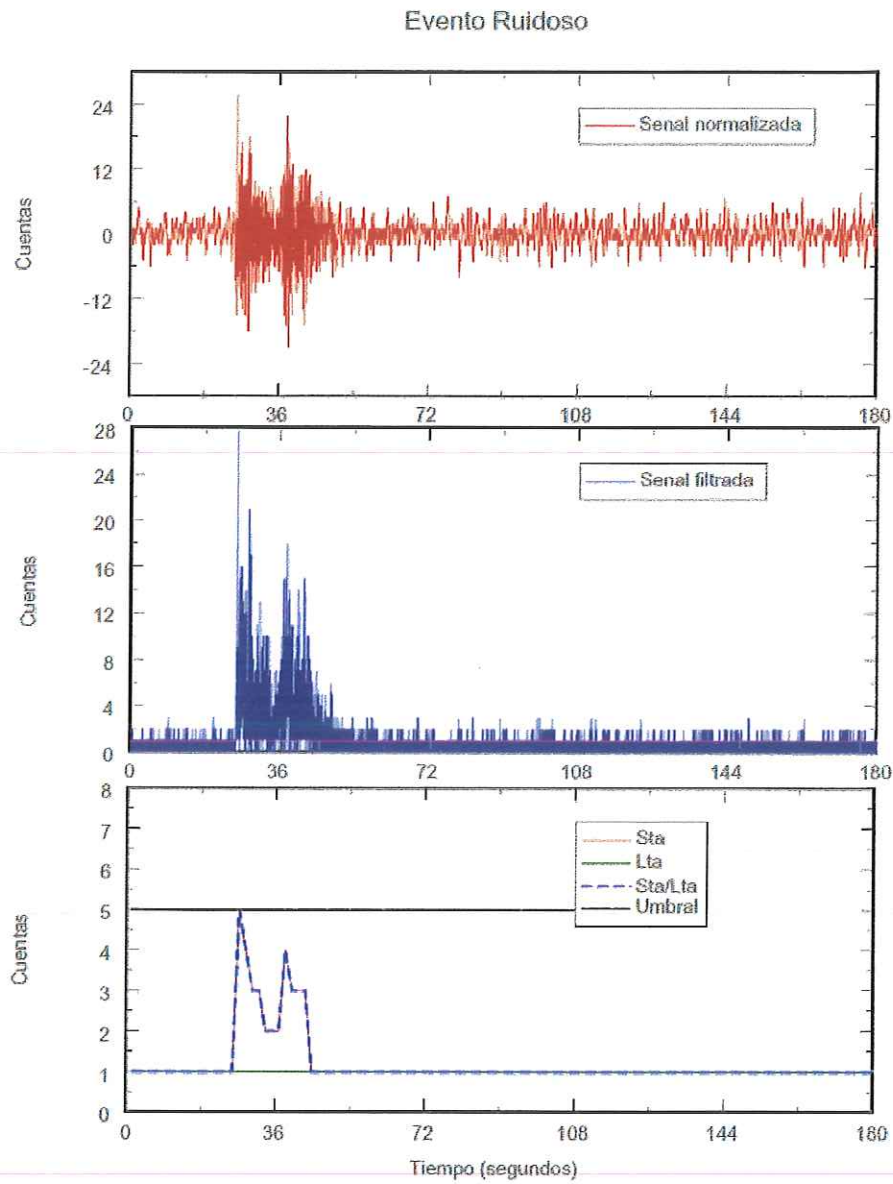 Evento Ruidoso
24
12
0
-12
-24
Cuentas
Senal normalizada
0 36 72 108 144 180
28
24
20
16
12
8
4
0
Cuentas
Senal filtrada
0 36 72 108 144 180
8
7
6
5
4
3
2
1
0
Cuentas
Sta
Lta
Sta/Lta
Umbral
0 36 72 108 144 180
Tiempo (segundos)